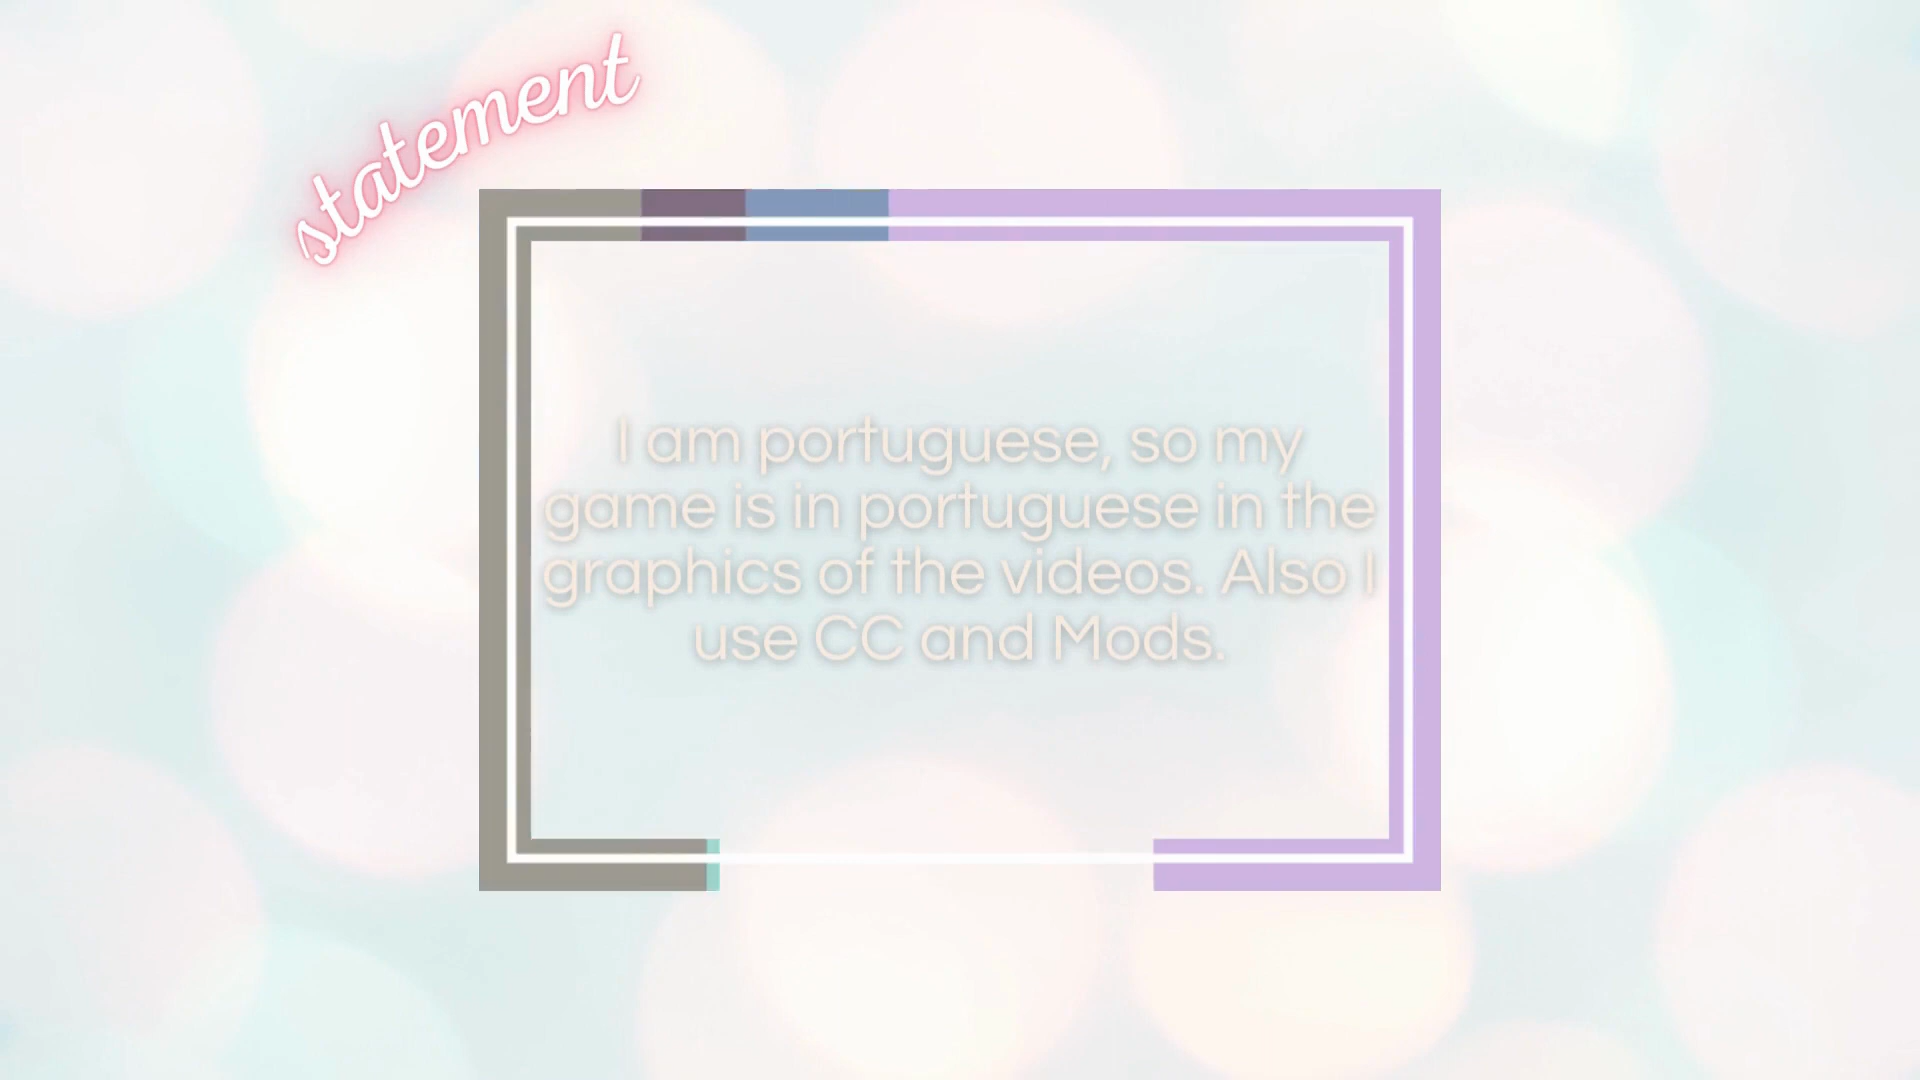 statement
I am portuguese, so my
game is in portuguese in the
graphics of the videos. Also I
use CC and Mods.